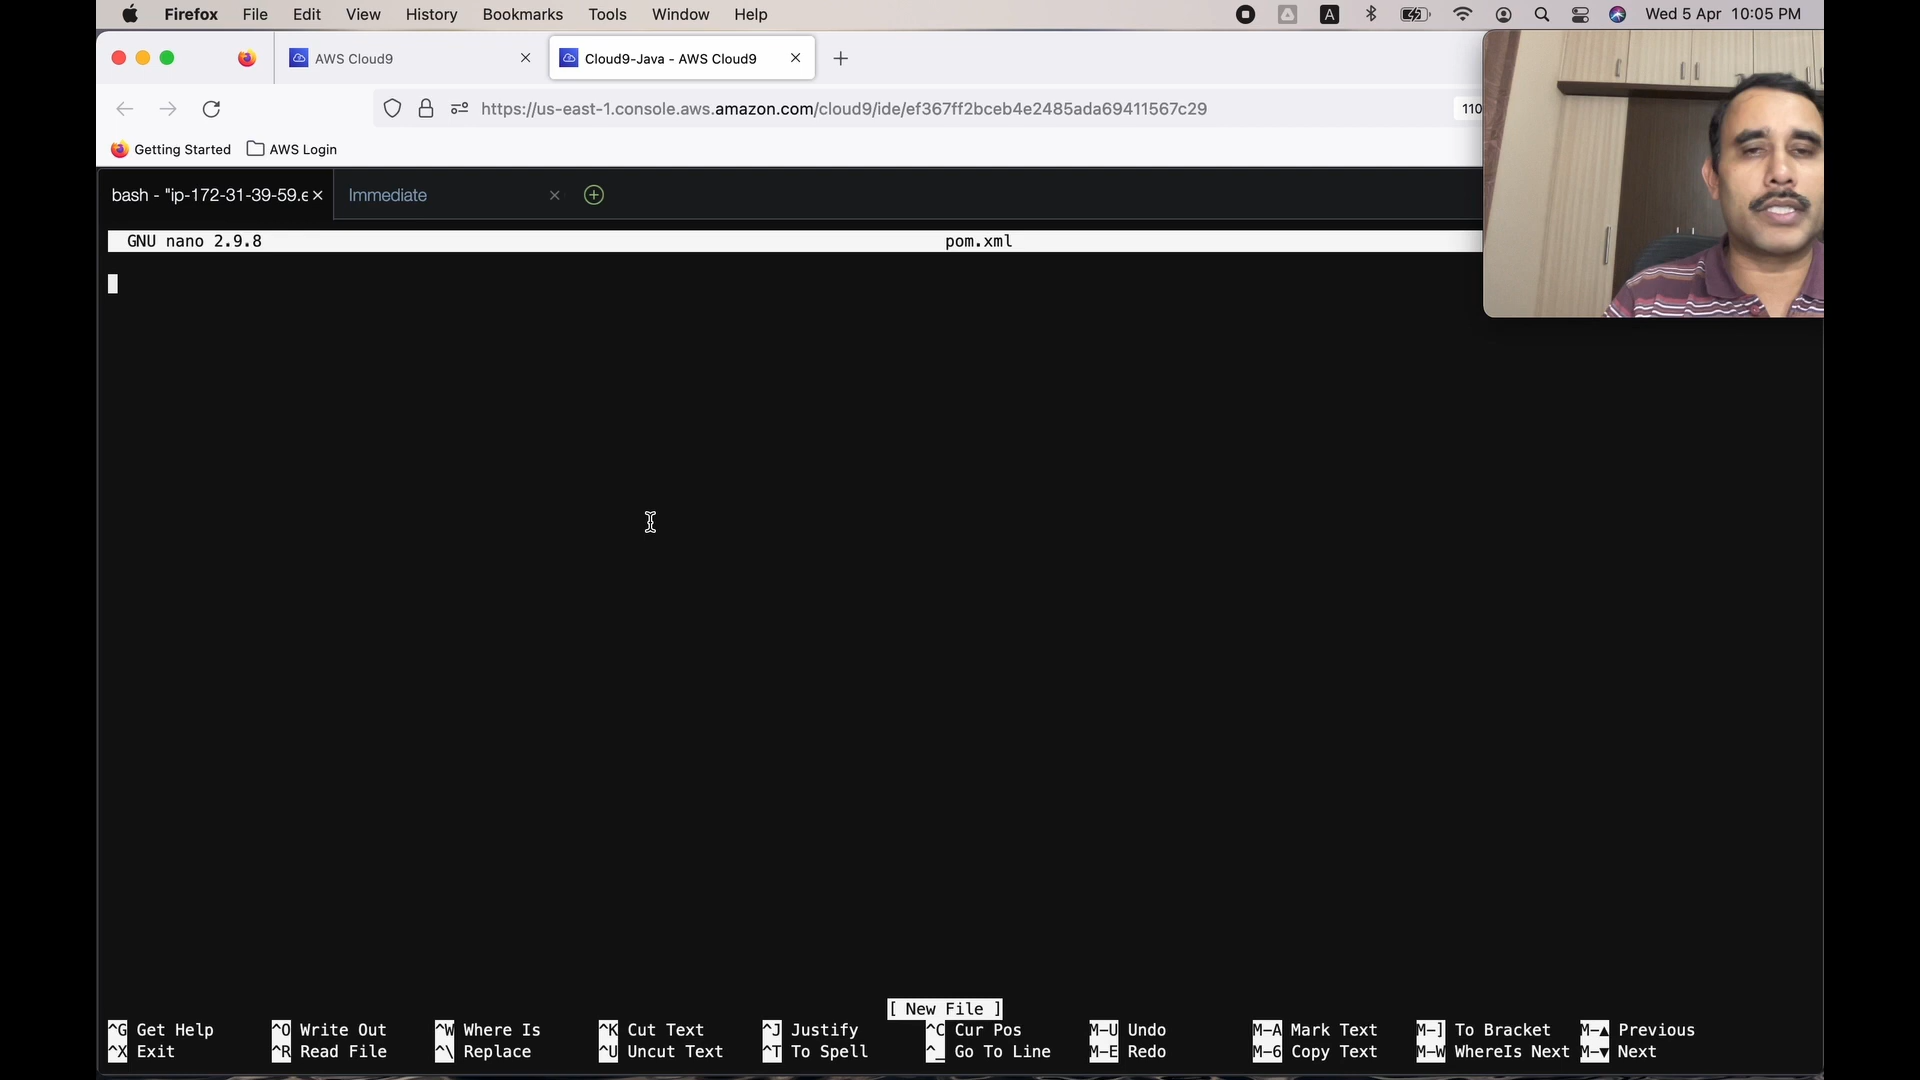 Firefox File Edit View History Bookmarks Tools Window Help A Wed 5 Apr 10:05 PM
AWS Cloud9 Cloud9-Java - AWS Cloud9
https://us-east-1.console.aws.amazon.com/cloud9/ide/ef367ff2bceb4e2485ada69411567c29 110
Getting Started AWS Login
bash - "ip-172-31-39-59.e Immediate
GNU nano 2.9.8 pom.xml
[ New File ]
^G Get Help ^O Write Out ^W Where Is ^K Cut Text ^J Justify ^C Cur Pos M-U Undo M-A Mark Text M-] To Bracket M-▲ Previous
^X Exit ^R Read File ^\ Replace ^U Uncut Text ^T To Spell ^_ Go To Line M-E Redo M-6 Copy Text M-W WhereIs Next M-▼ Next